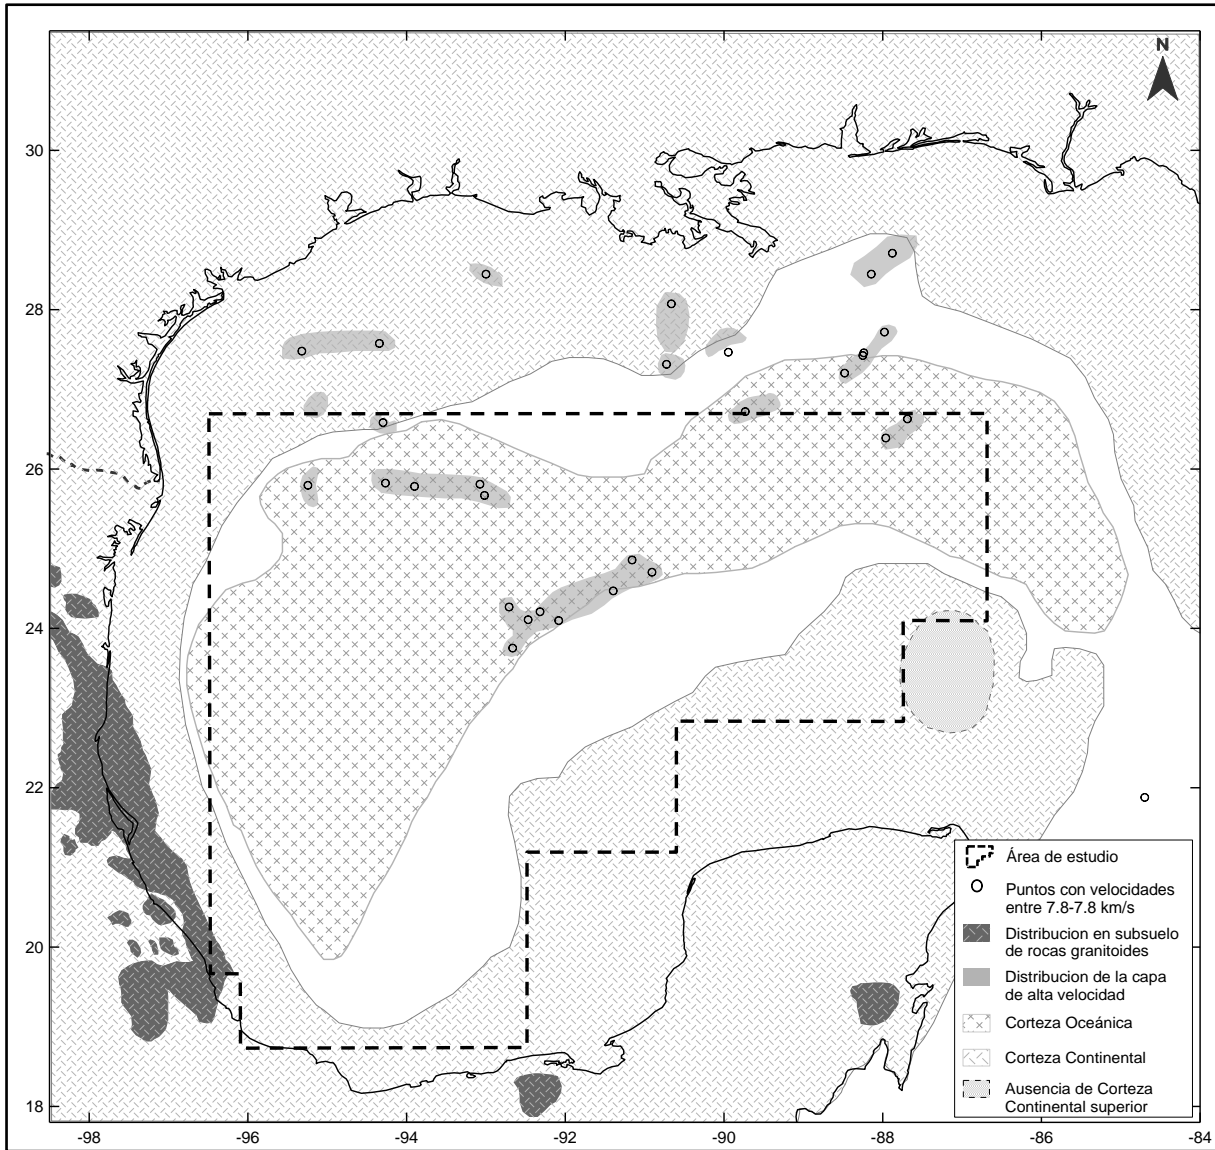 N
30
28
26
24
22
20
18
-98
-96
-94
-92
-90
-88
-86
-84
Área de estudio
Puntos con velocidades
entre 7.8-7.8 km/s
Distribucion en subsuelo
de rocas granitoides
Distribucion de la capa
de alta velocidad
Corteza Oceánica
Corteza Continental
Ausencia de Corteza
Continental superior